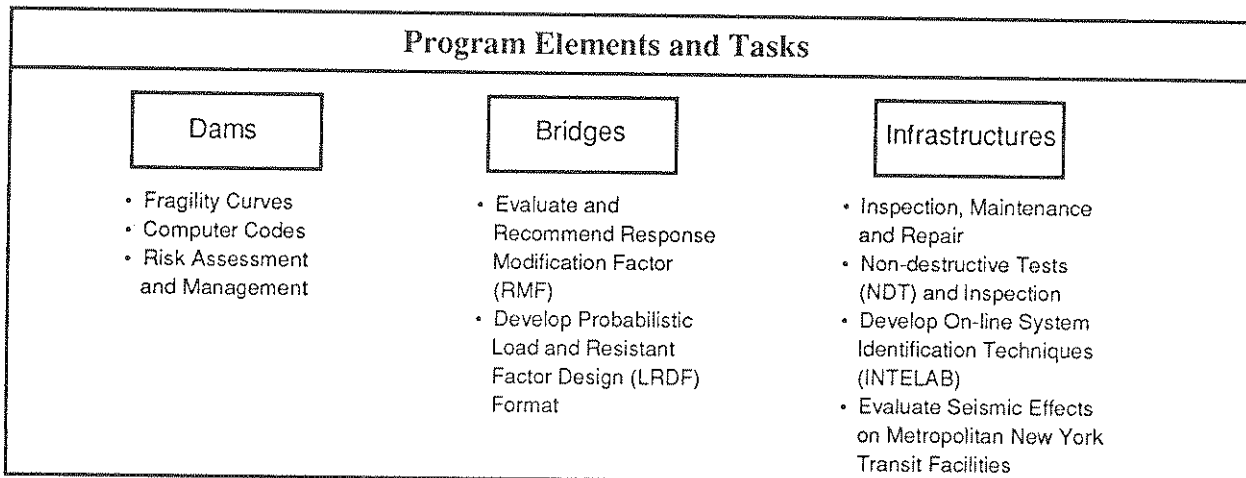 Program Elements and Tasks
Dams
• Fragility Curves
• Computer Codes
• Risk Assessment
and Management
Bridges
• Evaluate and
Recommend Response
Modification Factor
(RMF)
• Develop Probabilistic
Load and Resistant
Factor Design (LRDF)
Format
Infrastructures
• Inspection, Maintenance
and Repair
• Non-destructive Tests
(NDT) and Inspection
• Develop On-line System
Identification Techniques
(INTELAB)
• Evaluate Seismic Effects
on Metropolitan New York
Transit Facilities